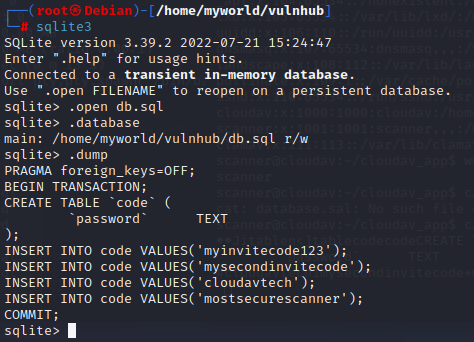 ┌──(root㉿Debian)-[/home/myworld/vulnhub]
└─# sqlite3
SQLite version 3.39.2 2022-07-21 15:24:47
Enter ".help" for usage hints.
Connected to a transient in-memory database.
Use ".open FILENAME" to reopen on a persistent database.
sqlite> .open db.sql
sqlite> .database
main: /home/myworld/vulnhub/db.sql r/w
sqlite> .dump
PRAGMA foreign_keys=OFF;
BEGIN TRANSACTION;
CREATE TABLE `code` (
`password` TEXT
);
INSERT INTO code VALUES('myinvitecode123');
INSERT INTO code VALUES('mysecondinvitecode');
INSERT INTO code VALUES('cloudavtech');
INSERT INTO code VALUES('mostsecurescanner');
COMMIT;
sqlite>